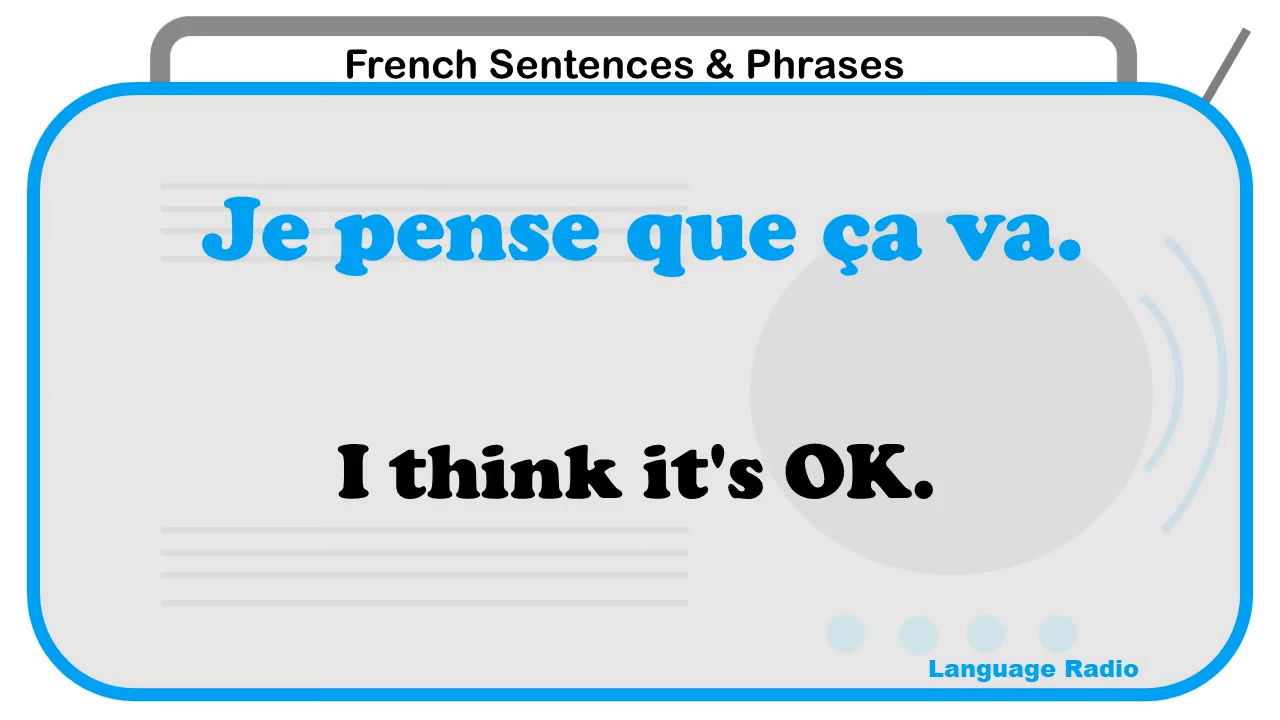 French Sentences & Phrases
Je pense que ça va.
I think it's OK.
Language Radio